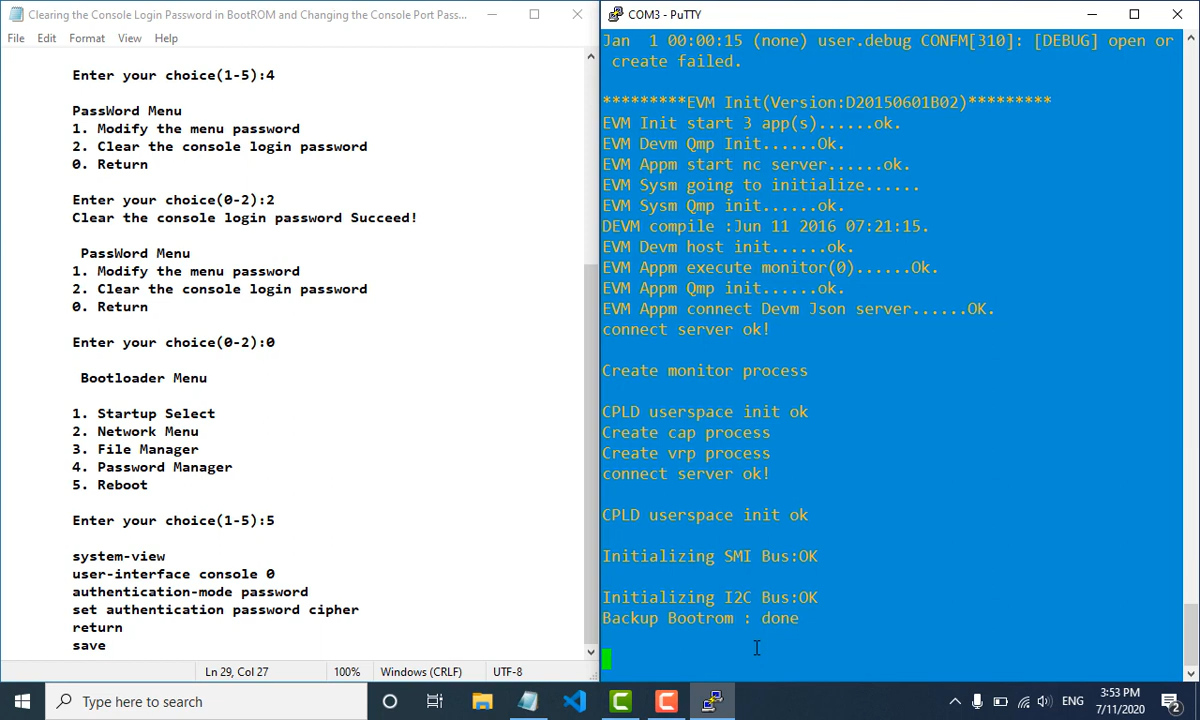 Clearing the Console Login Password in BootROM and Changing the Console Port Pass...
File Edit Format View Help
Enter your choice(1-5):4
PassWord Menu
1. Modify the menu password
2. Clear the console login password
0. Return
Enter your choice(0-2):2
Clear the console login password Succeed!
PassWord Menu
1. Modify the menu password
2. Clear the console login password
0. Return
Enter your choice(0-2):0
Bootloader Menu
1. Startup Select
2. Network Menu
3. File Manager
4. Password Manager
5. Reboot
Enter your choice(1-5):5
system-view
user-interface console 0
authentication-mode password
set authentication password cipher
return
save
Ln 29, Col 27 100% Windows (CRLF) UTF-8
COM3 - PuTTY
Jan  1 00:00:15 (none) user.debug CONFM[310]: [DEBUG] open or
create failed.
*********EVM Init(Version:D20150601B02)*********
EVM Init start 3 app(s)......ok.
EVM Devm Qmp Init......Ok.
EVM Appm start nc server......ok.
EVM Sysm going to initialize......
EVM Sysm Qmp init......ok.
DEVM compile :Jun 11 2016 07:21:15.
EVM Devm host init......ok.
EVM Appm execute monitor(0)......Ok.
EVM Appm Qmp init......ok.
EVM Appm connect Devm Json server......OK.
connect server ok!
Create monitor process
CPLD userspace init ok
Create cap process
Create vrp process
connect server ok!
CPLD userspace init ok
Initializing SMI Bus:OK
Initializing I2C Bus:OK
Backup Bootrom : done
Type here to search
ENG
3:53 PM
7/11/2020
2